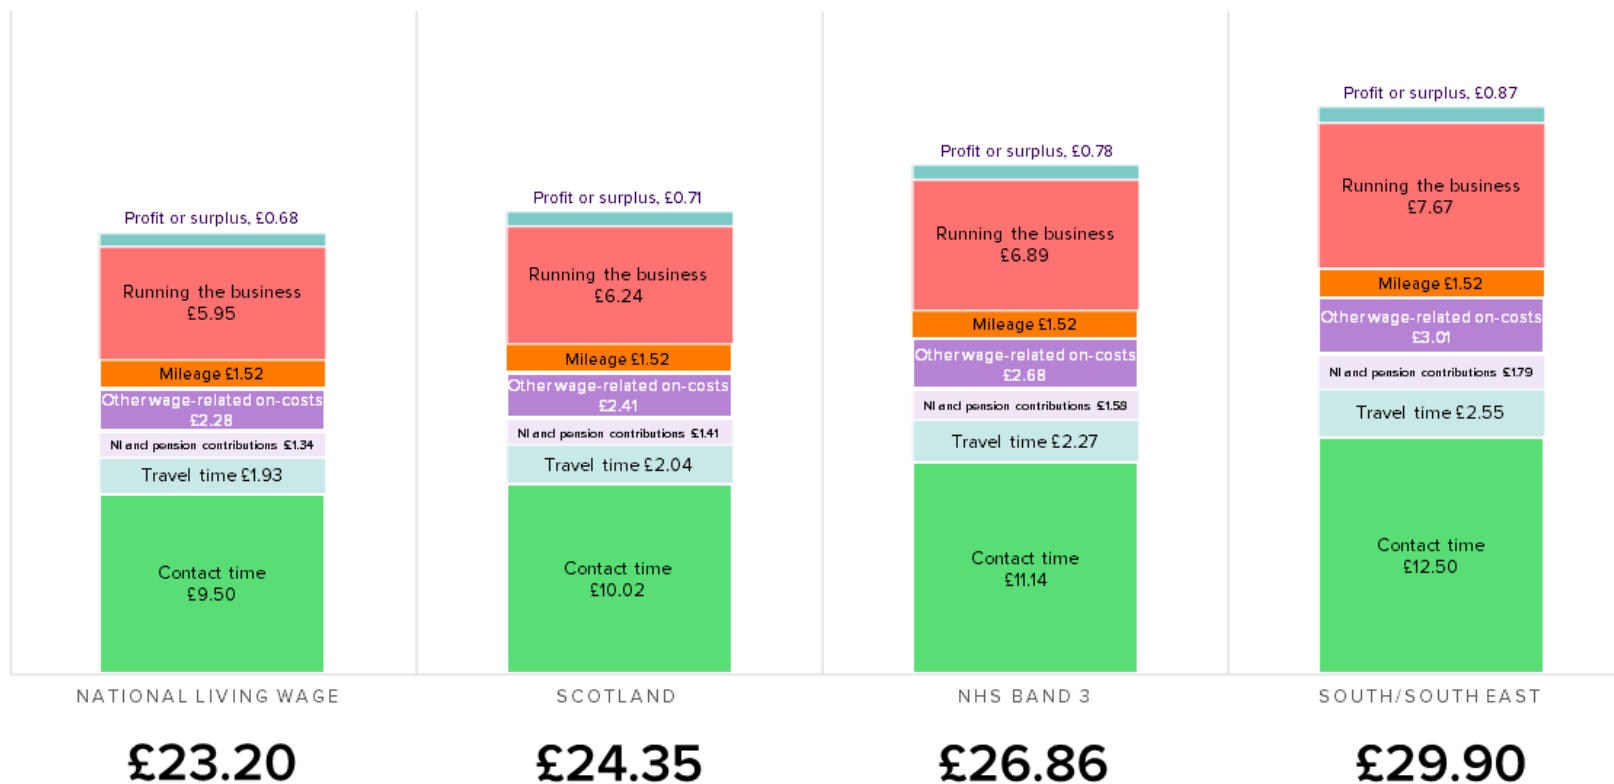 Profit or surplus, £0.68
Running the business
£5.95
Mileage £1.52
Other wage-related on-costs
£2.28
NI and pension contributions £1.34
Travel time £1.93
Contact time
£9.50
NATIONAL LIVING WAGE
£23.20
Profit or surplus, £0.71
Running the business
£6.24
Mileage £1.52
Other wage-related on-costs
£2.41
NI and pension contributions £1.41
Travel time £2.04
Contact time
£10.02
SCOTLAND
£24.35
Profit or surplus, £0.78
Running the business
£6.89
Mileage £1.52
Other wage-related on-costs
£2.68
NI and pension contributions £1.58
Travel time £2.27
Contact time
£11.14
NHS BAND 3
£26.86
Profit or surplus, £0.87
Running the business
£7.67
Mileage £1.52
Other wage-related on-costs
£3.01
NI and pension contributions £1.79
Travel time £2.55
Contact time
£12.50
SOUTH/SOUTH EAST
£29.90